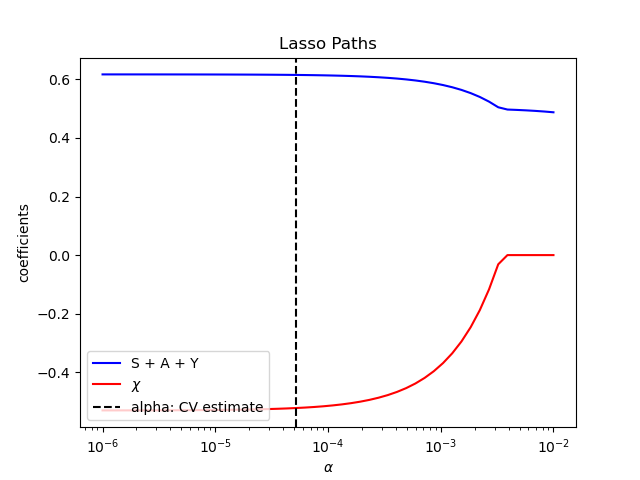 Lasso Paths
coefficients
0.6
0.4
0.2
0.0
−0.2
−0.4
S + A + Y
χ
alpha: CV estimate
10⁻⁶ 10⁻⁵ 10⁻⁴ 10⁻³ 10⁻²
α